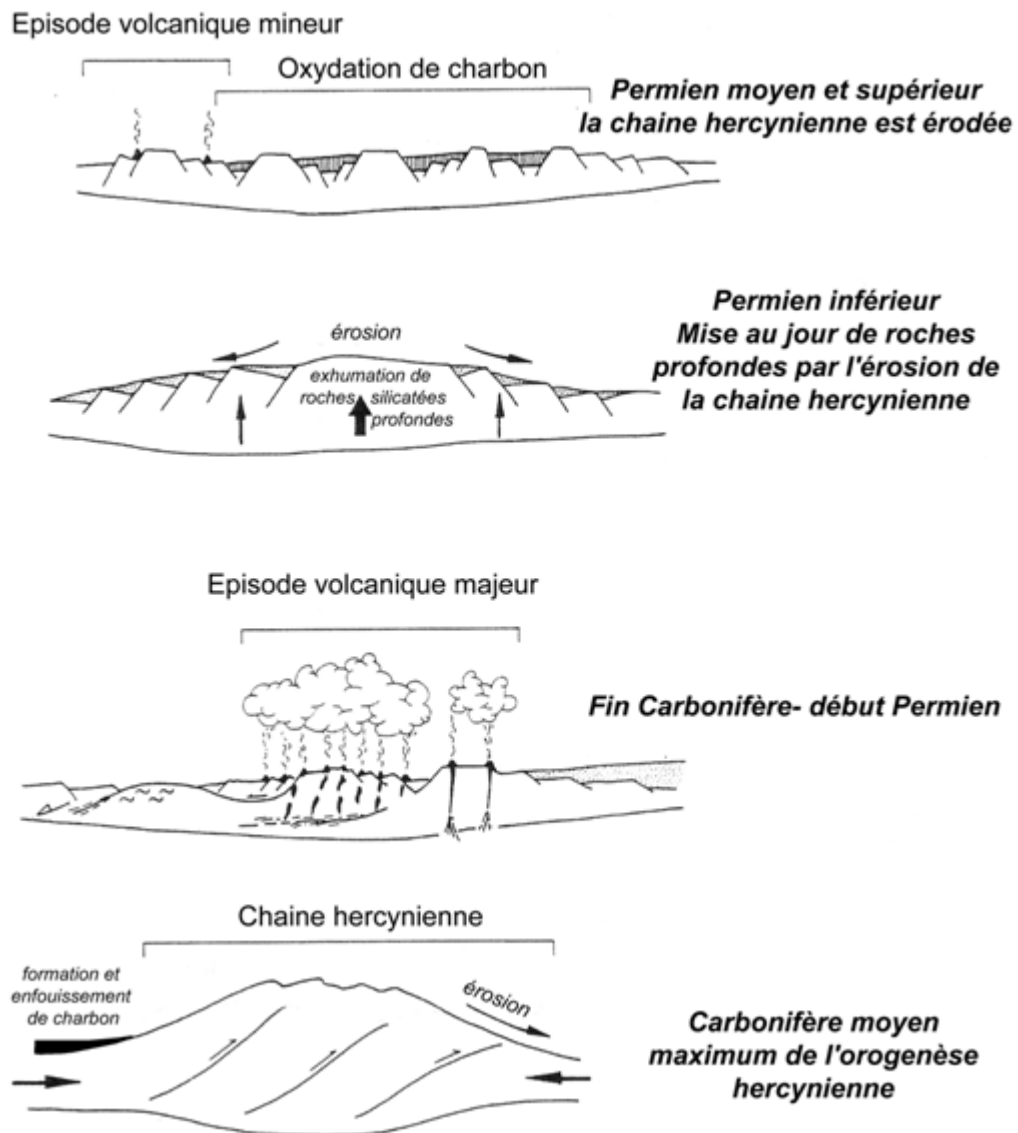 Episode volcanique mineur
Oxydation de charbon
Permien moyen et supérieur
la chaine hercynienne est érodée
érosion
exhumation de
roches silicatées
profondes
Permien inférieur
Mise au jour de roches
profondes par l'érosion de
la chaine hercynienne
Episode volcanique majeur
Fin Carbonifère- début Permien
Chaine hercynienne
formation et
enfouissement
de charbon
érosion
Carbonifère moyen
maximum de l'orogenèse
hercynienne